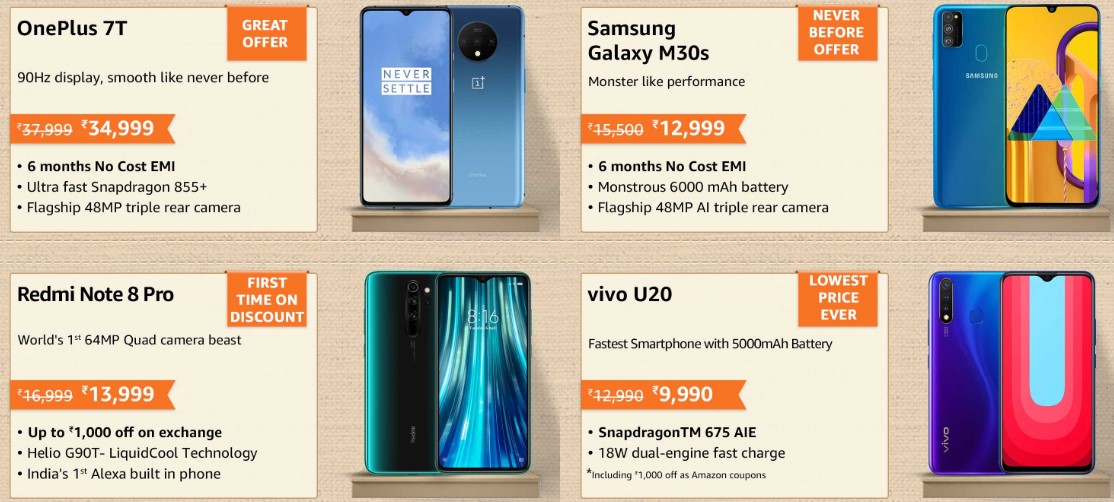 OnePlus 7T
GREAT
OFFER
90Hz display, smooth like never before
₹37,999 ₹34,999
• 6 months No Cost EMI
• Ultra fast Snapdragon 855+
• Flagship 48MP triple rear camera
NEVER
SETTLE
OnePlus
Samsung
Galaxy M30s
NEVER
BEFORE
OFFER
Monster like performance
₹15,500 ₹12,999
• 6 months No Cost EMI
• Monstrous 6000 mAh battery
• Flagship 48MP AI triple rear camera
SAMSUNG
Redmi Note 8 Pro
FIRST
TIME ON
DISCOUNT
World's 1st 64MP Quad camera beast
₹16,999 ₹13,999
• Up to ₹1,000 off on exchange
• Helio G90T- LiquidCool Technology
• India's 1st Alexa built in phone
Redmi
8:16
vivo U20
LOWEST
PRICE
EVER
Fastest Smartphone with 5000mAh Battery
₹12,990 ₹9,990
• SnapdragonTM 675 AIE
• 18W dual-engine fast charge
*Including ₹1,000 off as Amazon coupons
vivo